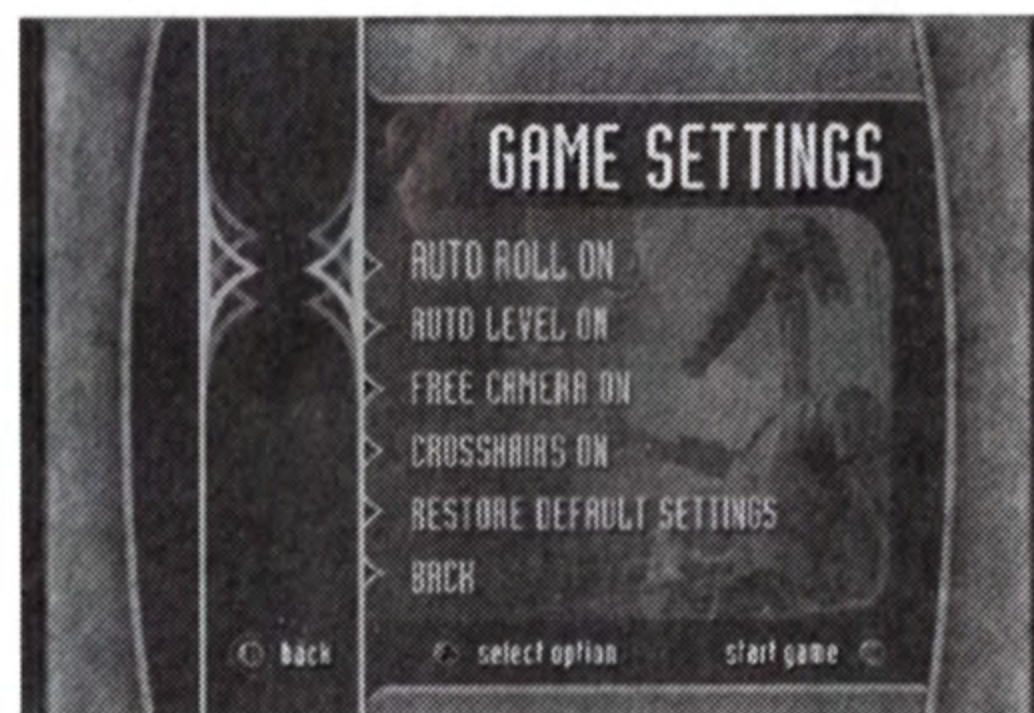 GAME SETTINGS
AUTO ROLL ON
AUTO LEVEL ON
FREE CAMERA ON
CROSSHAIRS ON
RESTORE DEFAULT SETTINGS
BACK
back select option start game